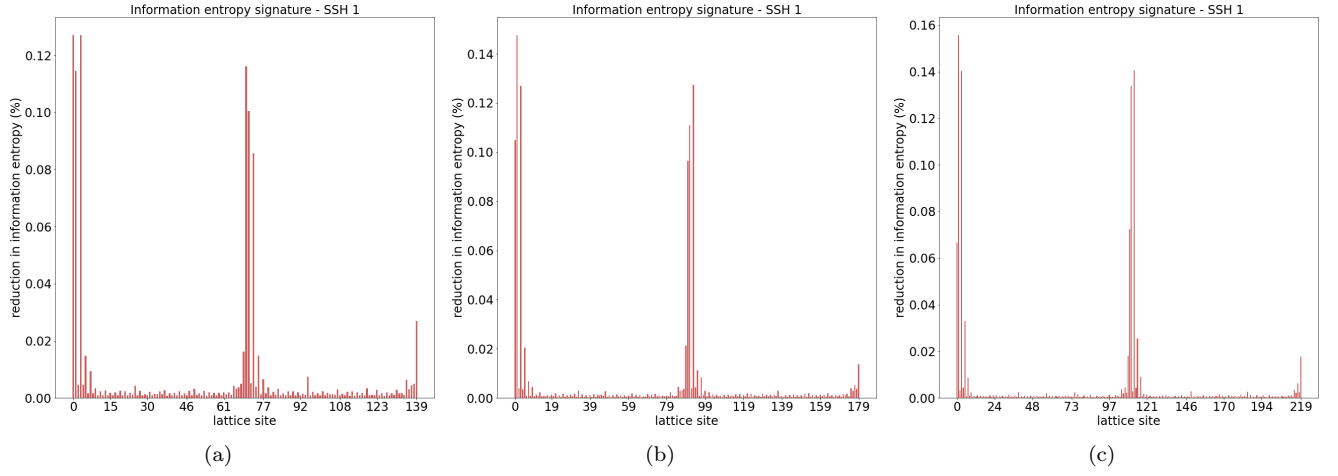 Information entropy signature - SSH 1
reduction in information entropy (%)
0.12
0.10
0.08
0.06
0.04
0.02
0.00
0 15 30 46 61 77 92 108 123 139
lattice site
(a)
Information entropy signature - SSH 1
reduction in information entropy (%)
0.14
0.12
0.10
0.08
0.06
0.04
0.02
0.00
0 19 39 59 79 99 119 139 159 179
lattice site
(b)
Information entropy signature - SSH 1
reduction in information entropy (%)
0.16
0.14
0.12
0.10
0.08
0.06
0.04
0.02
0.00
0 24 48 73 97 121 146 170 194 219
lattice site
(c)